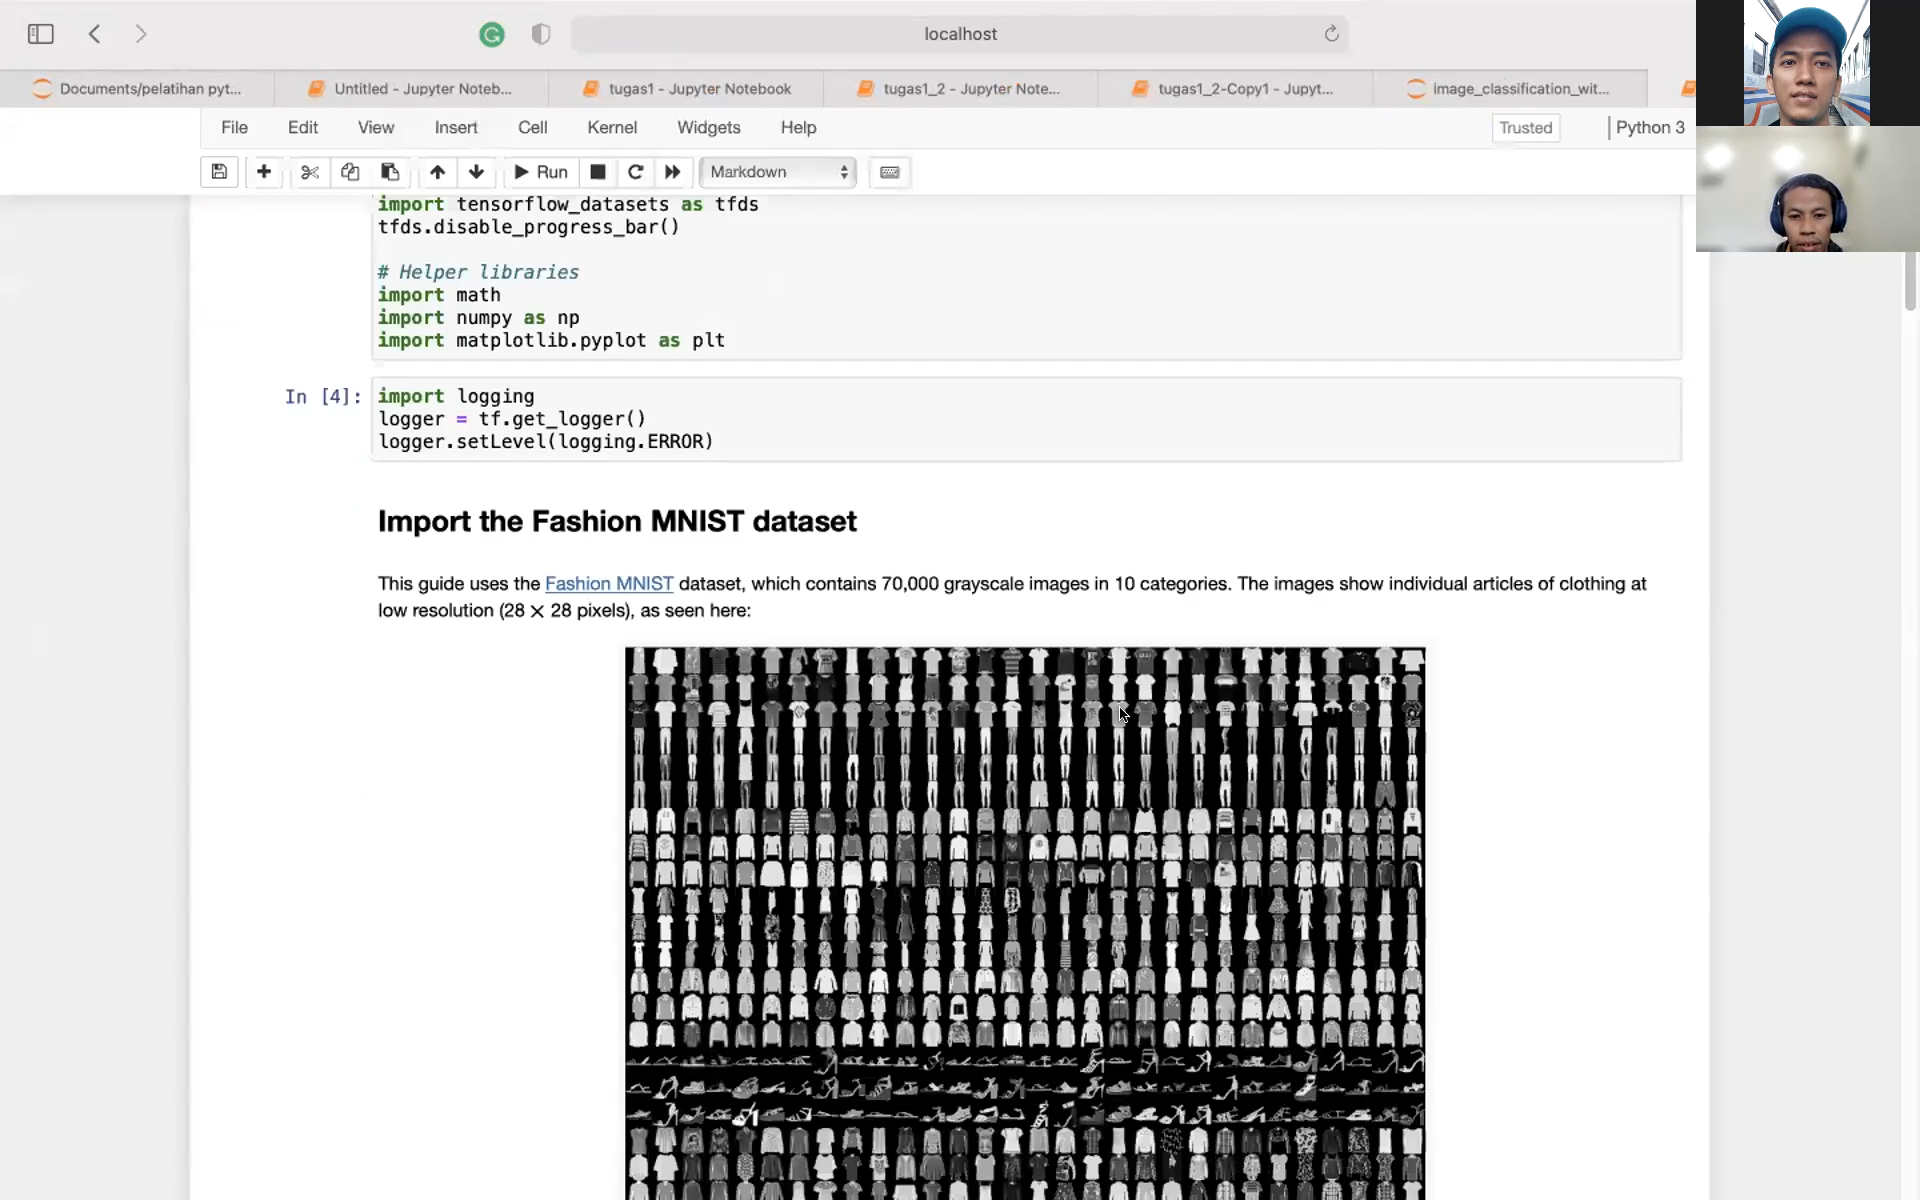 localhost
Documents/pelatihan pyt...
Untitled - Jupyter Noteb...
tugas1 - Jupyter Notebook
tugas1_2 - Jupyter Note...
tugas1_2-Copy1 - Jupyt...
image_classification_wit...
File Edit View Insert Cell Kernel Widgets Help Trusted Python 3
Run Markdown
import tensorflow_datasets as tfds
tfds.disable_progress_bar()
# Helper libraries
import math
import numpy as np
import matplotlib.pyplot as plt
In [4]: import logging
logger = tf.get_logger()
logger.setLevel(logging.ERROR)
Import the Fashion MNIST dataset
This guide uses the Fashion MNIST dataset, which contains 70,000 grayscale images in 10 categories. The images show individual articles of clothing at
low resolution (28 × 28 pixels), as seen here: